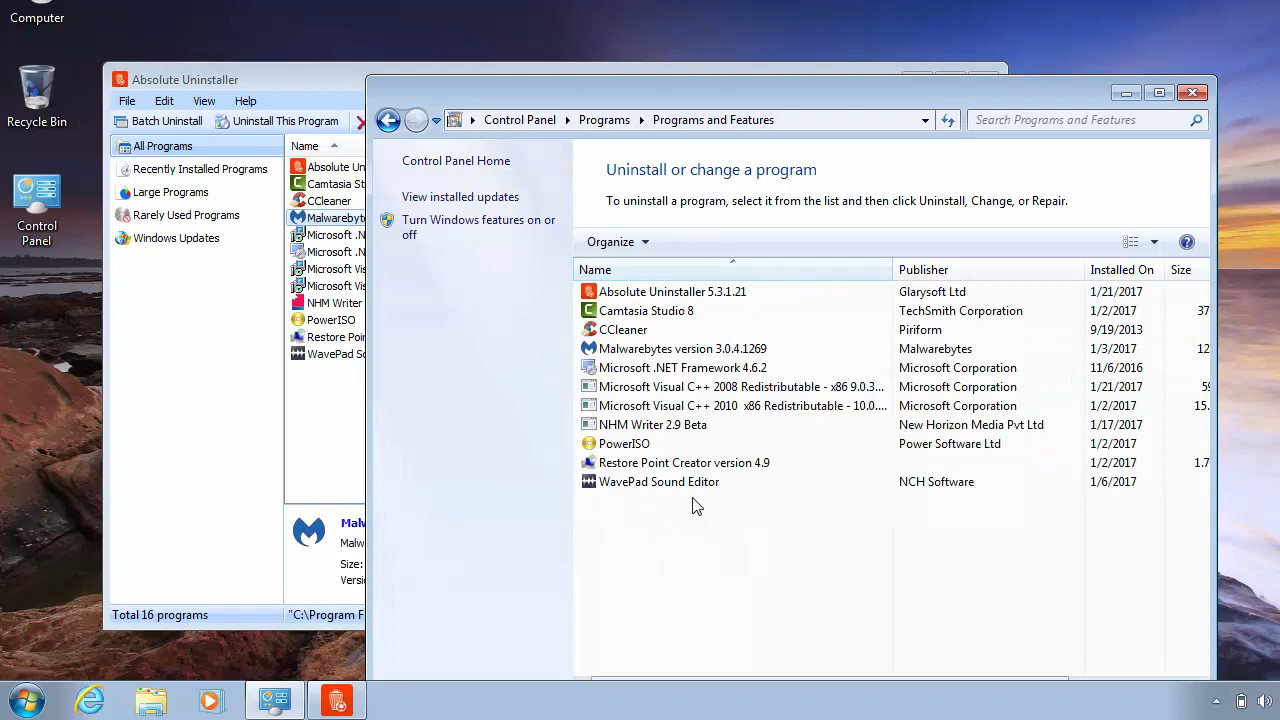 Computer
Recycle Bin
Control
Panel
Absolute Uninstaller
File Edit View Help
Batch Uninstall Uninstall This Program
All Programs
Recently Installed Programs
Large Programs
Rarely Used Programs
Windows Updates
Name
Absolute Un
Camtasia Stu
CCleaner
Malwarebyte
Microsoft .N
Microsoft .N
Microsoft Vis
Microsoft Vis
NHM Writer
PowerISO
Restore Poin
WavePad So
Malw
Malw
Size:
Versio
Total 16 programs
"C:\Program F
Control Panel Programs Programs and Features
Search Programs and Features
Control Panel Home
View installed updates
Turn Windows features on or
off
Uninstall or change a program
To uninstall a program, select it from the list and then click Uninstall, Change, or Repair.
Organize
Name Publisher Installed On Size
Absolute Uninstaller 5.3.1.21 Glarysoft Ltd 1/21/2017
Camtasia Studio 8 TechSmith Corporation 1/2/2017 37
CCleaner Piriform 9/19/2013
Malwarebytes version 3.0.4.1269 Malwarebytes 1/3/2017 12
Microsoft .NET Framework 4.6.2 Microsoft Corporation 11/6/2016
Microsoft Visual C++ 2008 Redistributable - x86 9.0.3... Microsoft Corporation 1/21/2017 59
Microsoft Visual C++ 2010 x86 Redistributable - 10.0.... Microsoft Corporation 1/2/2017 15.
NHM Writer 2.9 Beta New Horizon Media Pvt Ltd 1/17/2017
PowerISO Power Software Ltd 1/2/2017
Restore Point Creator version 4.9 1/2/2017 1.7
WavePad Sound Editor NCH Software 1/6/2017